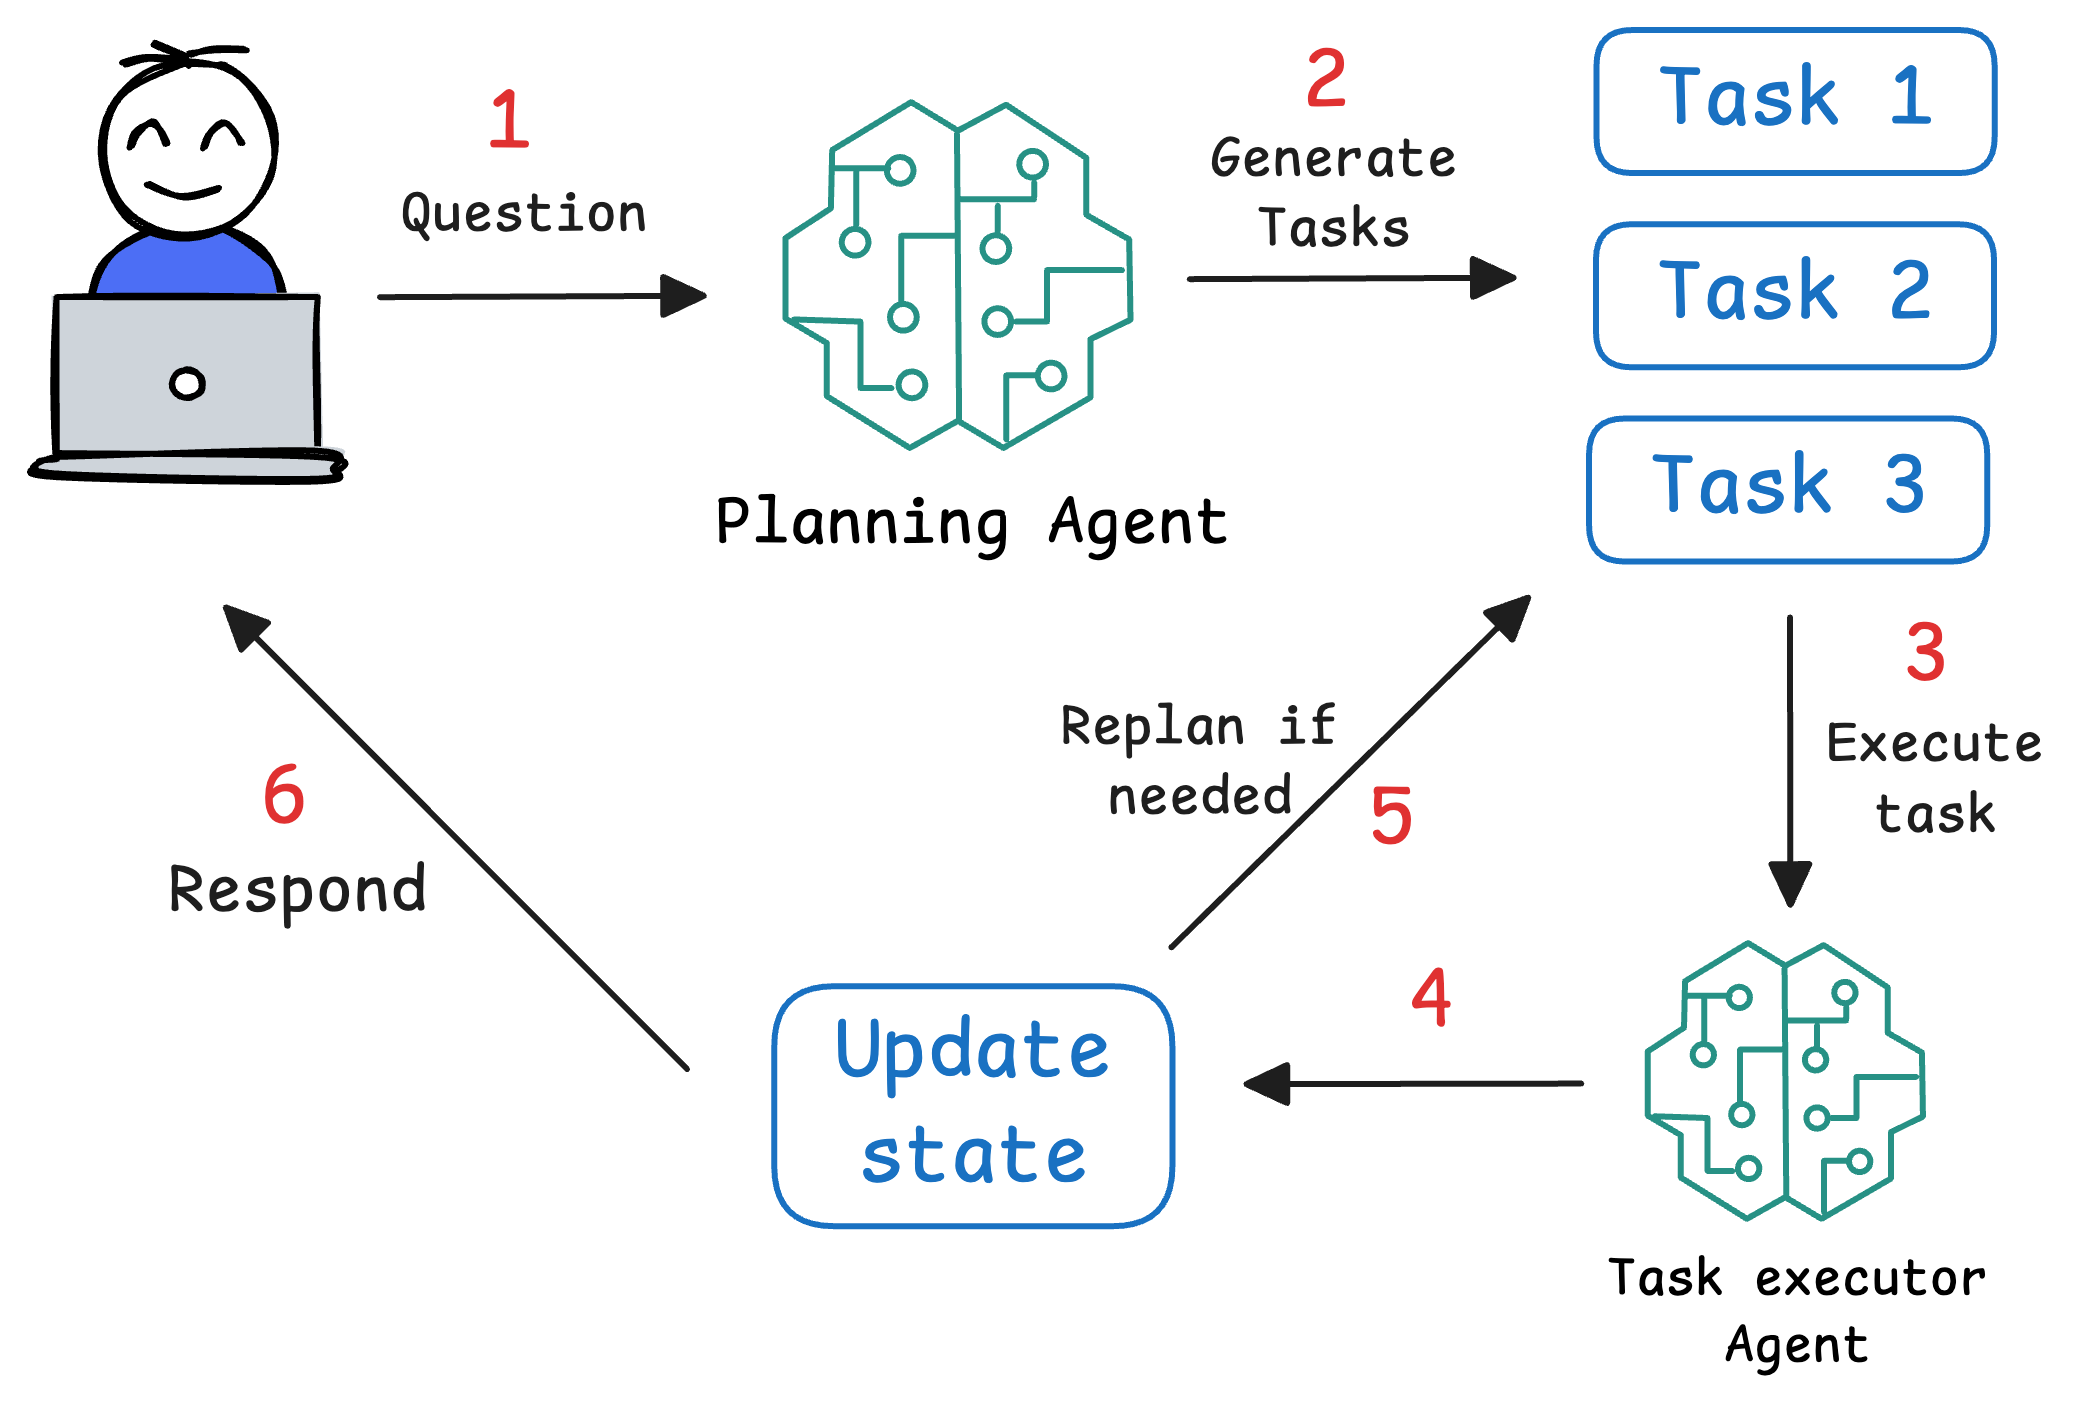 1
Question
Planning Agent
2
Generate
Tasks
Task 1
Task 2
Task 3
3
Execute
task
Task executor
Agent
4
Update
state
Replan if
needed
5
6
Respond